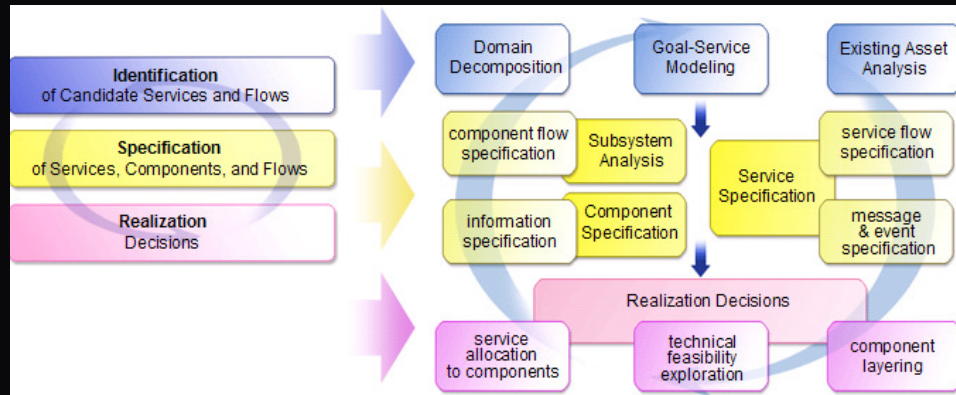 Identification
of Candidate Services and Flows
Specification
of Services, Components, and Flows
Realization
Decisions
Domain
Decomposition
Goal-Service
Modeling
Existing Asset
Analysis
component flow
specification
Subsystem
Analysis
service flow
specification
Service
Specification
information
specification
Component
Specification
message
& event
specification
Realization Decisions
service
allocation
to components
technical
feasibility
exploration
component
layering